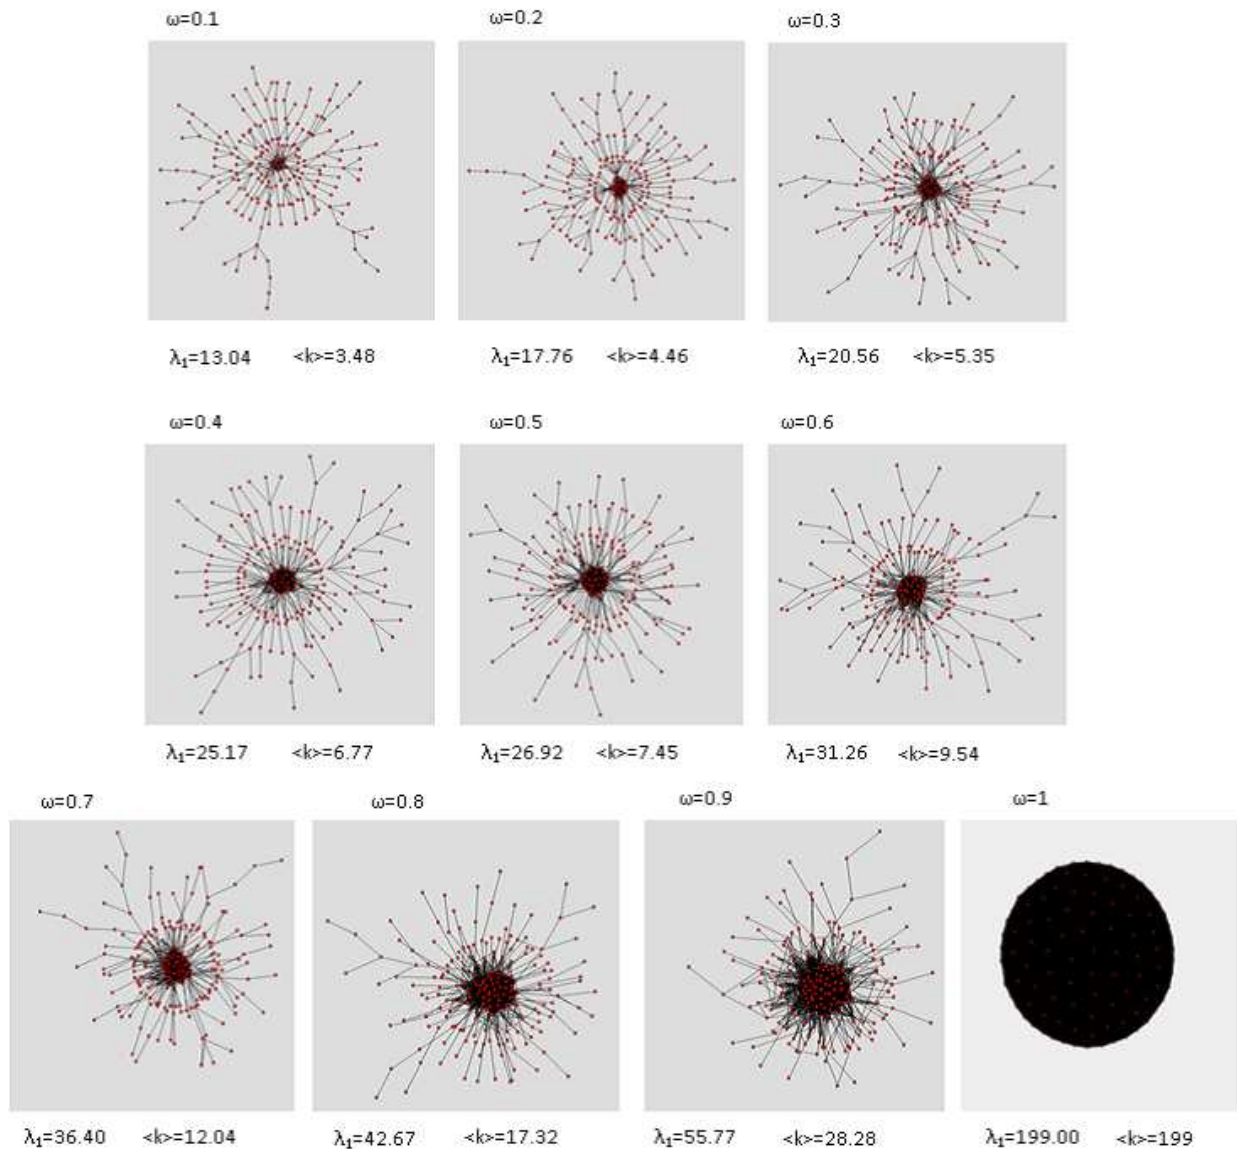 ω=0.1 ω=0.2 ω=0.3
λ₁=13.04 <k>=3.48 λ₁=17.76 <k>=4.46 λ₁=20.56 <k>=5.35
ω=0.4 ω=0.5 ω=0.6
λ₁=25.17 <k>=6.77 λ₁=26.92 <k>=7.45 λ₁=31.26 <k>=9.54
ω=0.7 ω=0.8 ω=0.9 ω=1
λ₁=36.40 <k>=12.04 λ₁=42.67 <k>=17.32 λ₁=55.77 <k>=28.28 λ₁=199.00 <k>=199